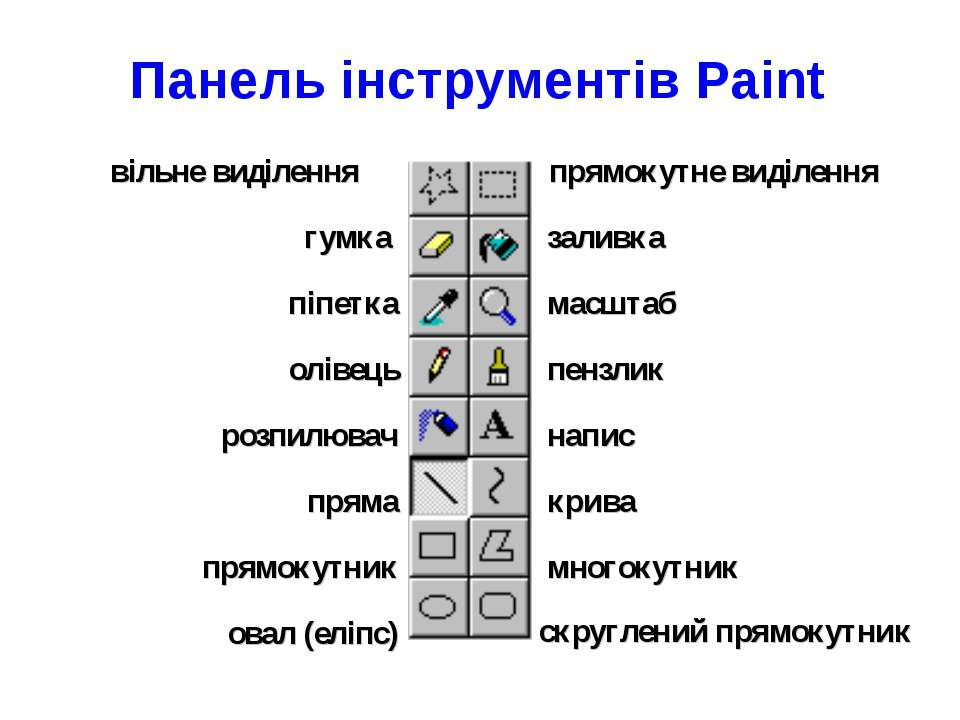 Панель інструментів Paint
вільне виділення прямокутне виділення
гумка заливка
піпетка масштаб
олівець пензлик
розпилювач A напис
пряма крива
прямокутник многокутник
овал (еліпс) скруглений прямокутник